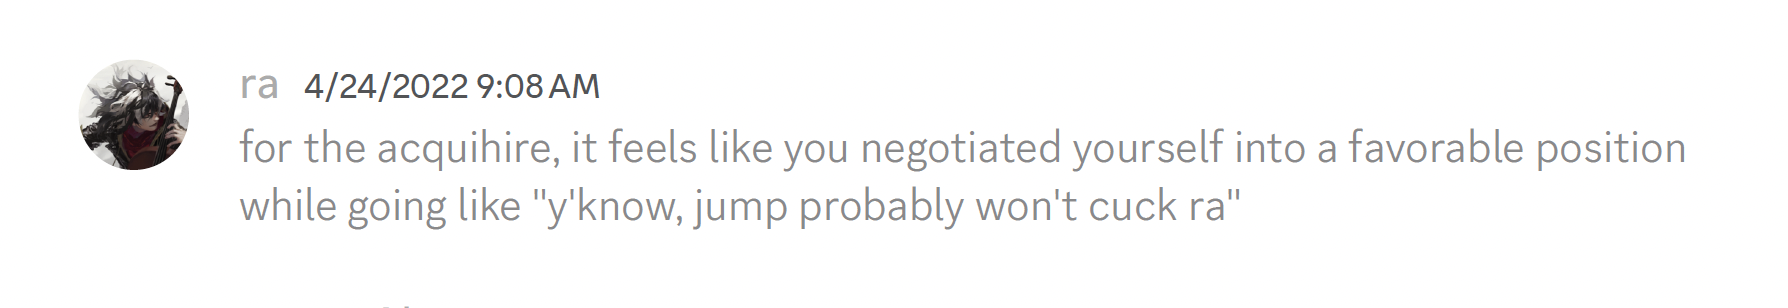 ra 4/24/2022 9:08 AM
for the acquihire, it feels like you negotiated yourself into a favorable position
while going like "y'know, jump probably won't cuck ra"